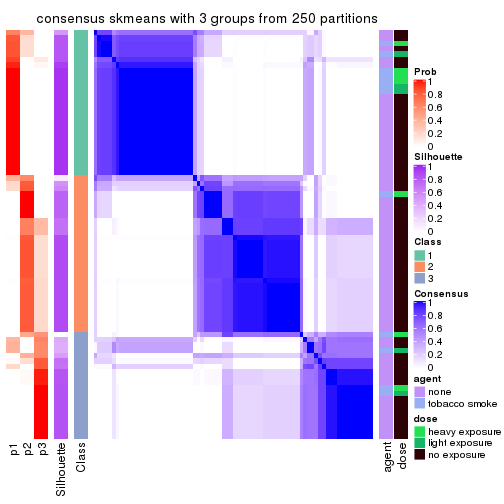 consensus skmeans with 3 groups from 250 partitions
Prob
1
0.8
0.6
0.4
0.2
0
Silhouette
1
0.8
0.6
0.4
0.2
0
Class
1
2
3
Consensus
1
0.8
0.6
0.4
0.2
0
agent
none
tobacco smoke
dose
heavy exposure
light exposure
no exposure
p1
p2
p3
Silhouette
Class
agent
dose